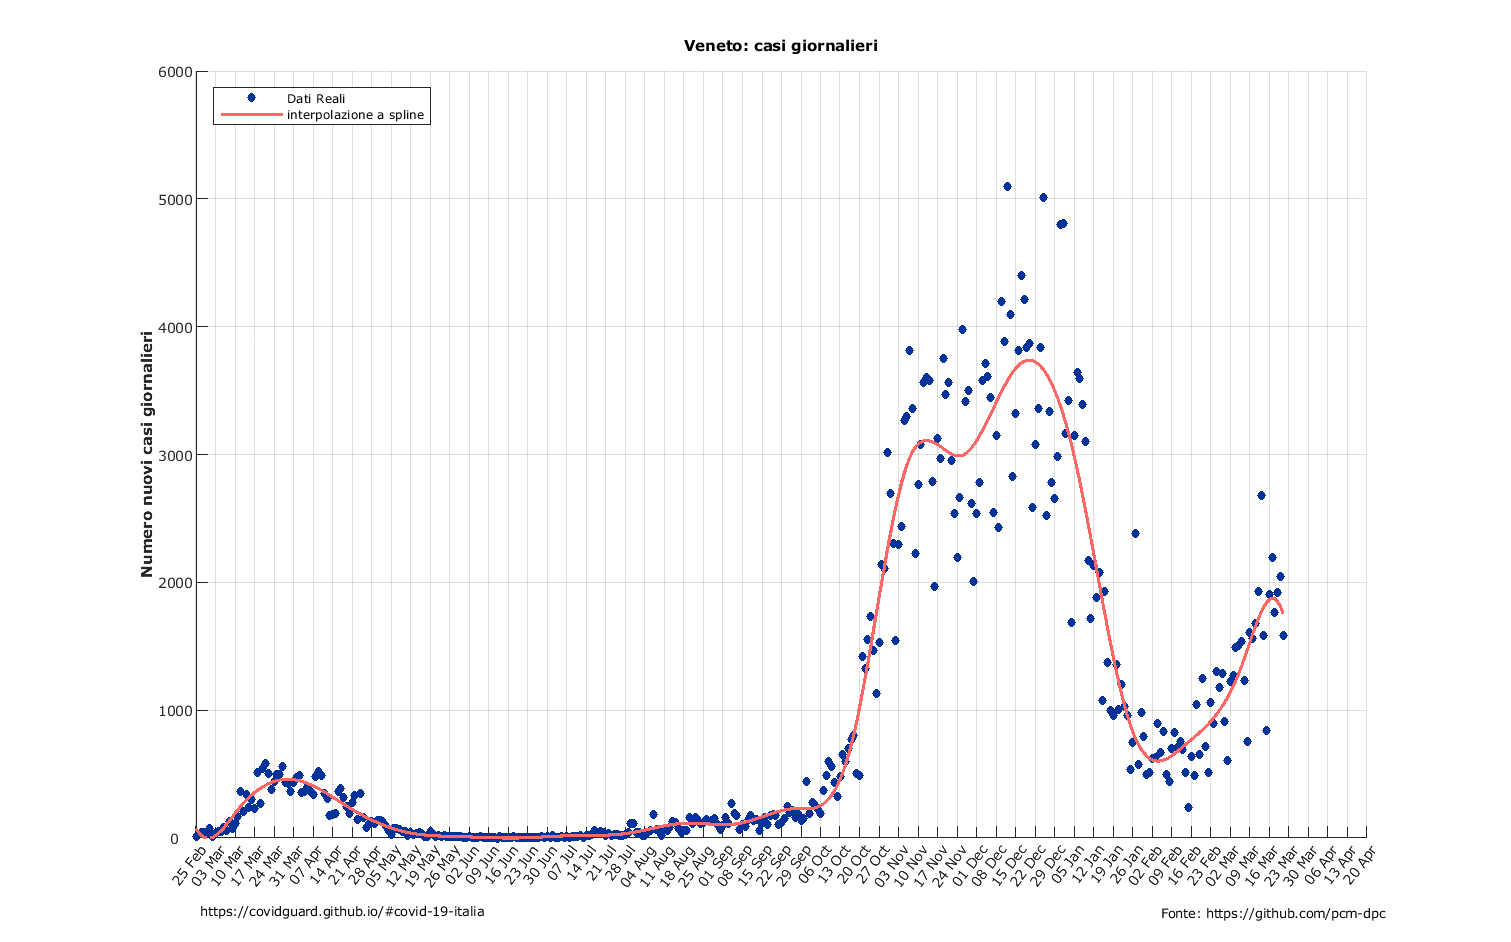 Veneto: casi giornalieri
Dati Reali
interpolazione a spline
Numero nuovi casi giornalieri
6000
5000
4000
3000
2000
1000
0
25 Feb
03 Mar
10 Mar
17 Mar
24 Mar
31 Mar
07 Apr
14 Apr
21 Apr
28 Apr
05 May
12 May
19 May
26 May
02 Jun
09 Jun
16 Jun
23 Jun
30 Jun
07 Jul
14 Jul
21 Jul
28 Jul
04 Aug
11 Aug
18 Aug
25 Aug
01 Sep
08 Sep
15 Sep
22 Sep
29 Sep
06 Oct
13 Oct
20 Oct
27 Oct
03 Nov
10 Nov
17 Nov
24 Nov
01 Dec
08 Dec
15 Dec
22 Dec
29 Dec
05 Jan
12 Jan
19 Jan
26 Jan
02 Feb
09 Feb
16 Feb
23 Feb
02 Mar
09 Mar
16 Mar
23 Mar
30 Mar
06 Apr
13 Apr
20 Apr
https://covidguard.github.io/#covid-19-italia
Fonte: https://github.com/pcm-dpc